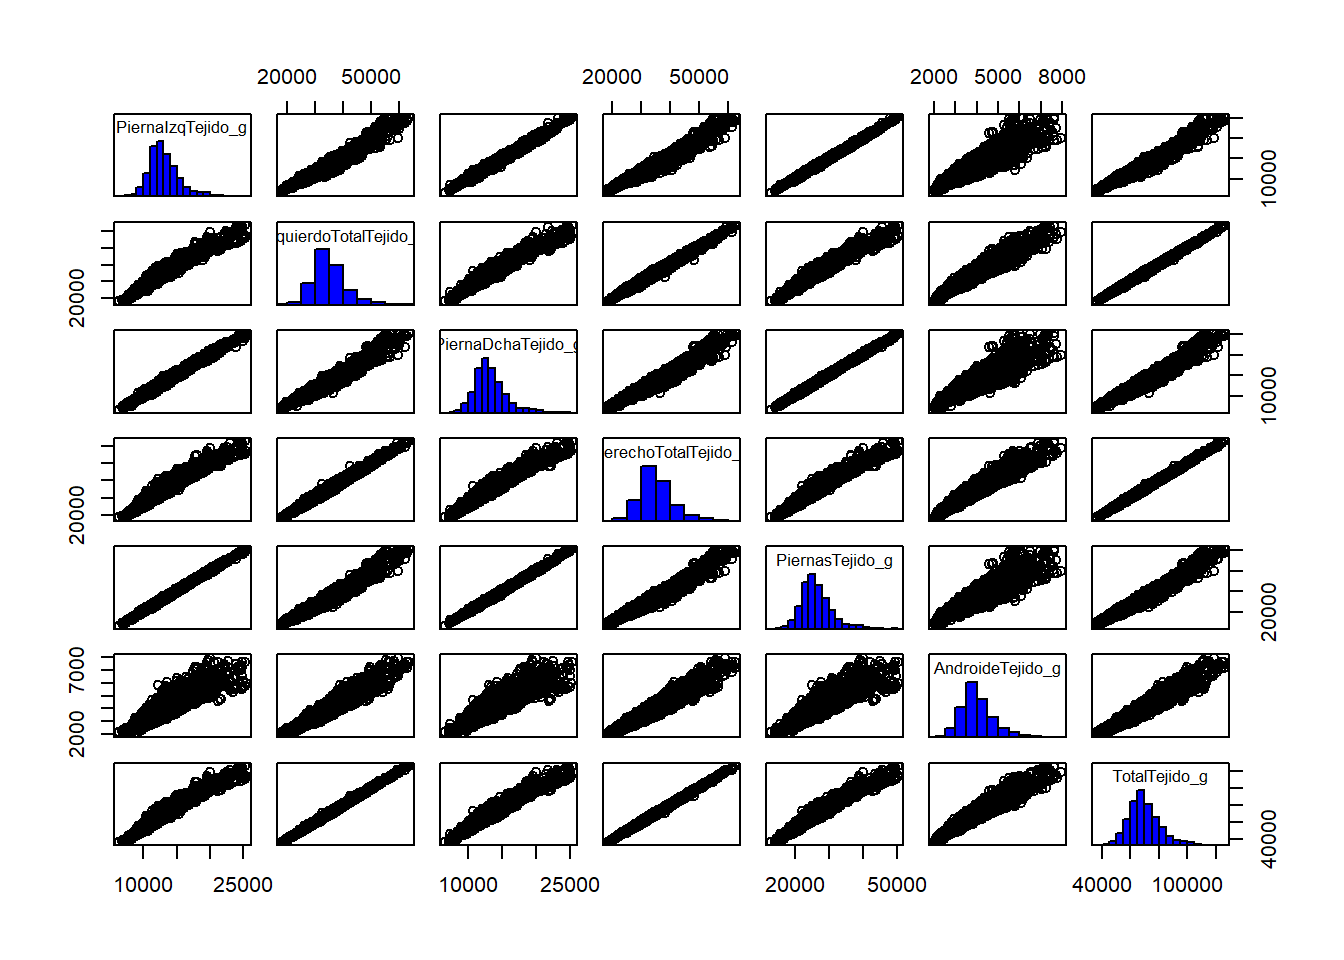 20000 50000 20000 50000 2000 5000 8000
PiernaIzqTejido_g
10000
quierdoTotalTejido_
20000
PiernaDchaTejido_g
10000
erechoTotalTejido_
20000
PiernasTejido_g
20000
AndroideTejido_g
2000 7000
TotalTejido_g
40000
10000 25000 10000 25000 20000 50000 40000 100000